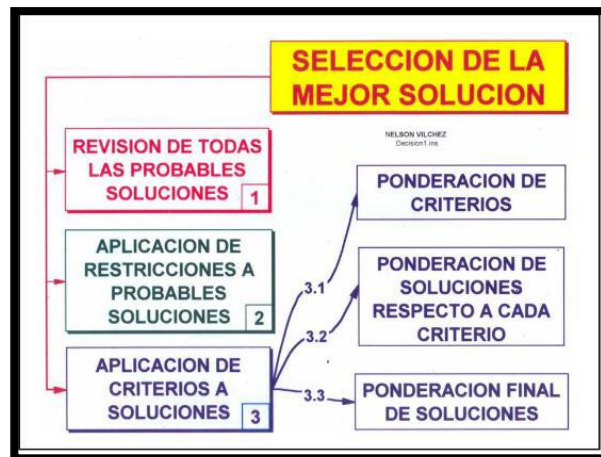 SELECCION DE LA
MEJOR SOLUCION
NELSON VILCHEZ
Decision1.ins
REVISION DE TODAS
LAS PROBABLES
SOLUCIONES
1
APLICACION DE
RESTRICCIONES A
PROBABLES
SOLUCIONES
2
APLICACION DE
CRITERIOS A
SOLUCIONES
3
3.1
PONDERACION DE
CRITERIOS
3.2
PONDERACION DE
SOLUCIONES
RESPECTO A CADA
CRITERIO
3.3
PONDERACION FINAL
DE SOLUCIONES